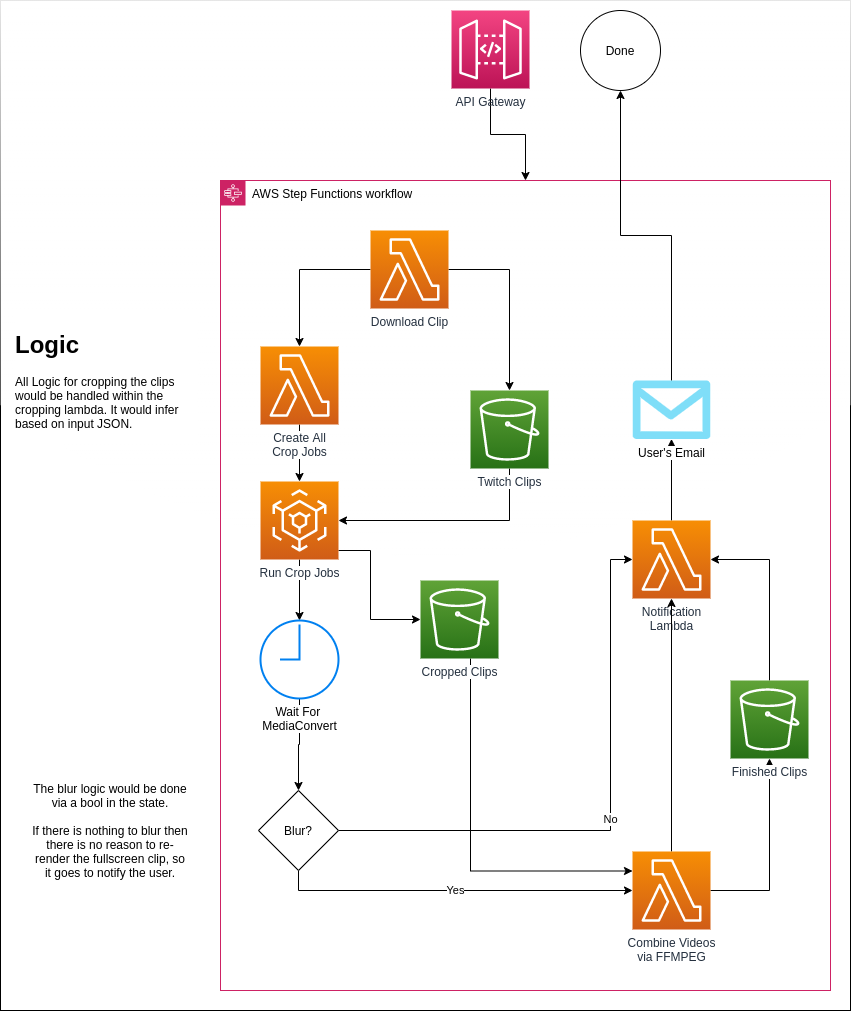 Done
API Gateway
AWS Step Functions workflow
Download Clip
Logic
All Logic for cropping the clips
would be handled within the
cropping lambda. It would infer
based on input JSON.
Create All
Crop Jobs
Twitch Clips
User's Email
Run Crop Jobs
Notification
Lambda
Cropped Clips
Wait For
MediaConvert
Finished Clips
The blur logic would be done
via a bool in the state.
If there is nothing to blur then
there is no reason to re-
render the fullscreen clip, so
it goes to notify the user.
Blur?
No
Yes
Combine Videos
via FFMPEG